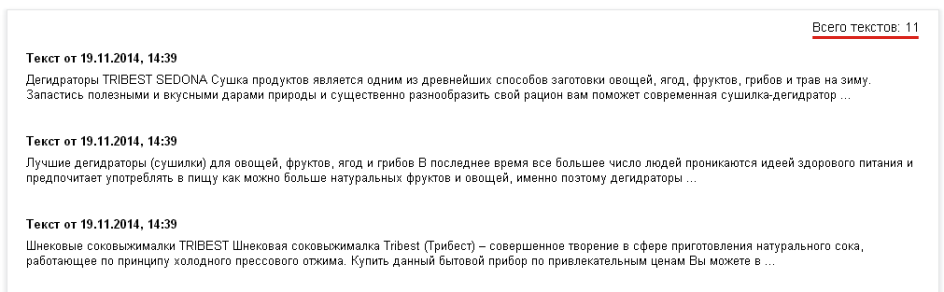 Всего текстов: 11
Текст от 19.11.2014, 14:39
Дегидраторы TRIBEST SEDONA Сушка продуктов является одним из древнейших способов заготовки овощей, ягод, фруктов, грибов и трав на зиму.
Запастись полезными и вкусными дарами природы и существенно разнообразить свой рацион вам поможет современная сушилка-дегидратор ...
Текст от 19.11.2014, 14:39
Лучшие дегидраторы (сушилки) для овощей, фруктов, ягод и грибов В последнее время все большее число людей проникаются идеей здорового питания и
предпочитает употреблять в пищу как можно больше натуральных фруктов и овощей, именно поэтому дегидраторы ...
Текст от 19.11.2014, 14:39
Шнековые соковыжималки TRIBEST Шнековая соковыжималка Tribest (Трибест) – совершенное творение в сфере приготовления натурального сока,
работающее по принципу холодного прессового отжима. Купить данный бытовой прибор по привлекательным ценам Вы можете в ...